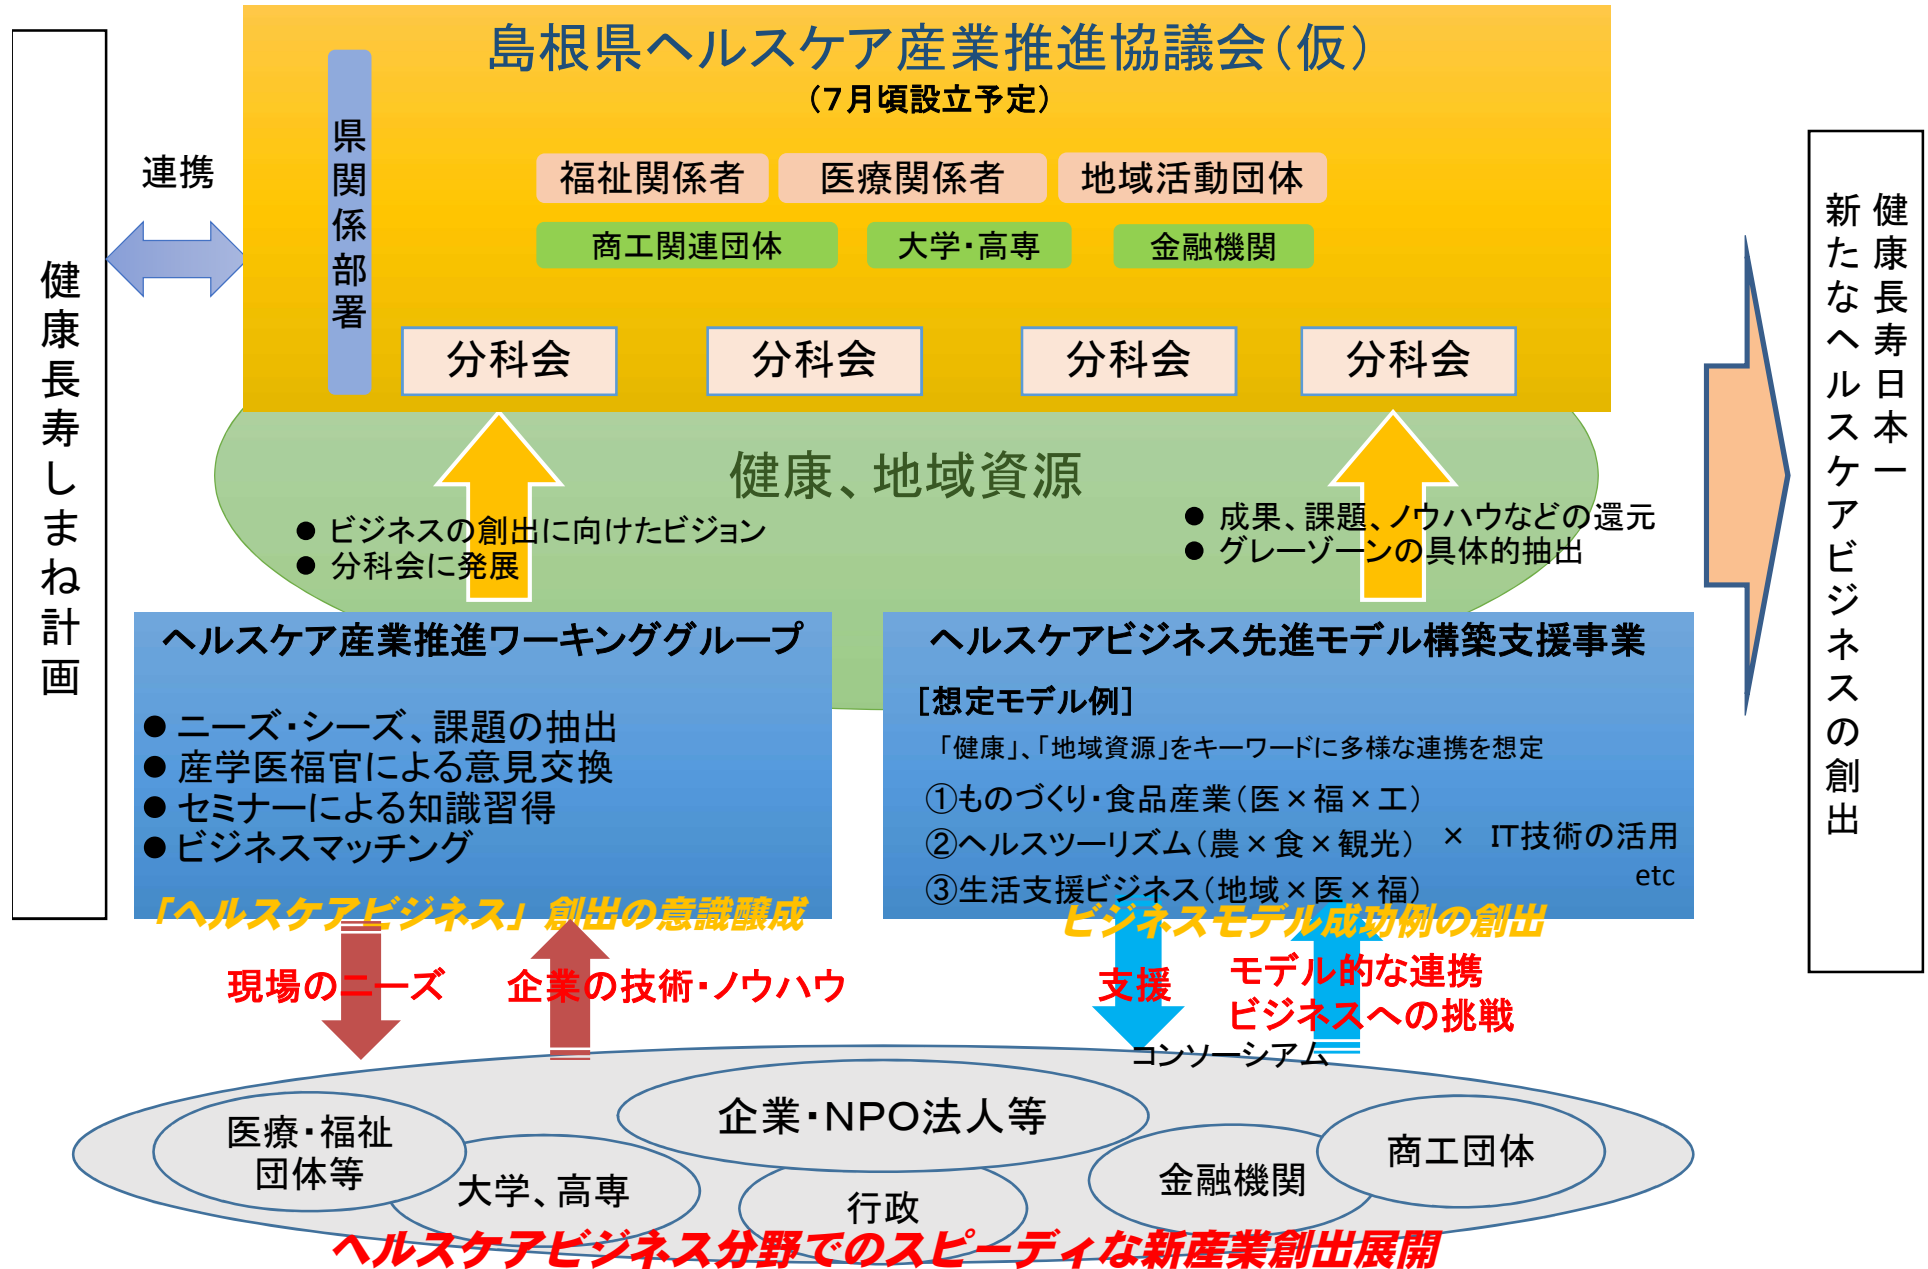 島根県ヘルスケア産業推進協議会（仮）
（７月頃設立予定）
県関係部署
福祉関係者
医療関係者
地域活動団体
商工関連団体
大学・高専
金融機関
分科会
分科会
分科会
分科会
連携
健康長寿しまね計画
健康長寿日本一
新たなヘルスケアビジネスの創出
健康、地域資源
● ビジネスの創出に向けたビジョン
● 分科会に発展
● 成果、課題、ノウハウなどの還元
● グレーゾーンの具体的抽出
ヘルスケア産業推進ワーキンググループ
● ニーズ・シーズ、課題の抽出
● 産学医福官による意見交換
● セミナーによる知識習得
● ビジネスマッチング
「ヘルスケアビジネス」創出の意識醸成
ヘルスケアビジネス先進モデル構築支援事業
［想定モデル例］
「健康」、「地域資源」をキーワードに多様な連携を想定
①ものづくり・食品産業（医×福×工）
②ヘルスツーリズム（農×食×観光）
③生活支援ビジネス（地域×医×福）
× IT技術の活用
etc
ビジネスモデル成功例の創出
現場のニーズ
企業の技術・ノウハウ
支援
モデル的な連携
ビジネスへの挑戦
コンソーシアム
医療・福祉
団体等
大学、高専
企業・NPO法人等
行政
金融機関
商工団体
ヘルスケアビジネス分野でのスピーディな新産業創出展開